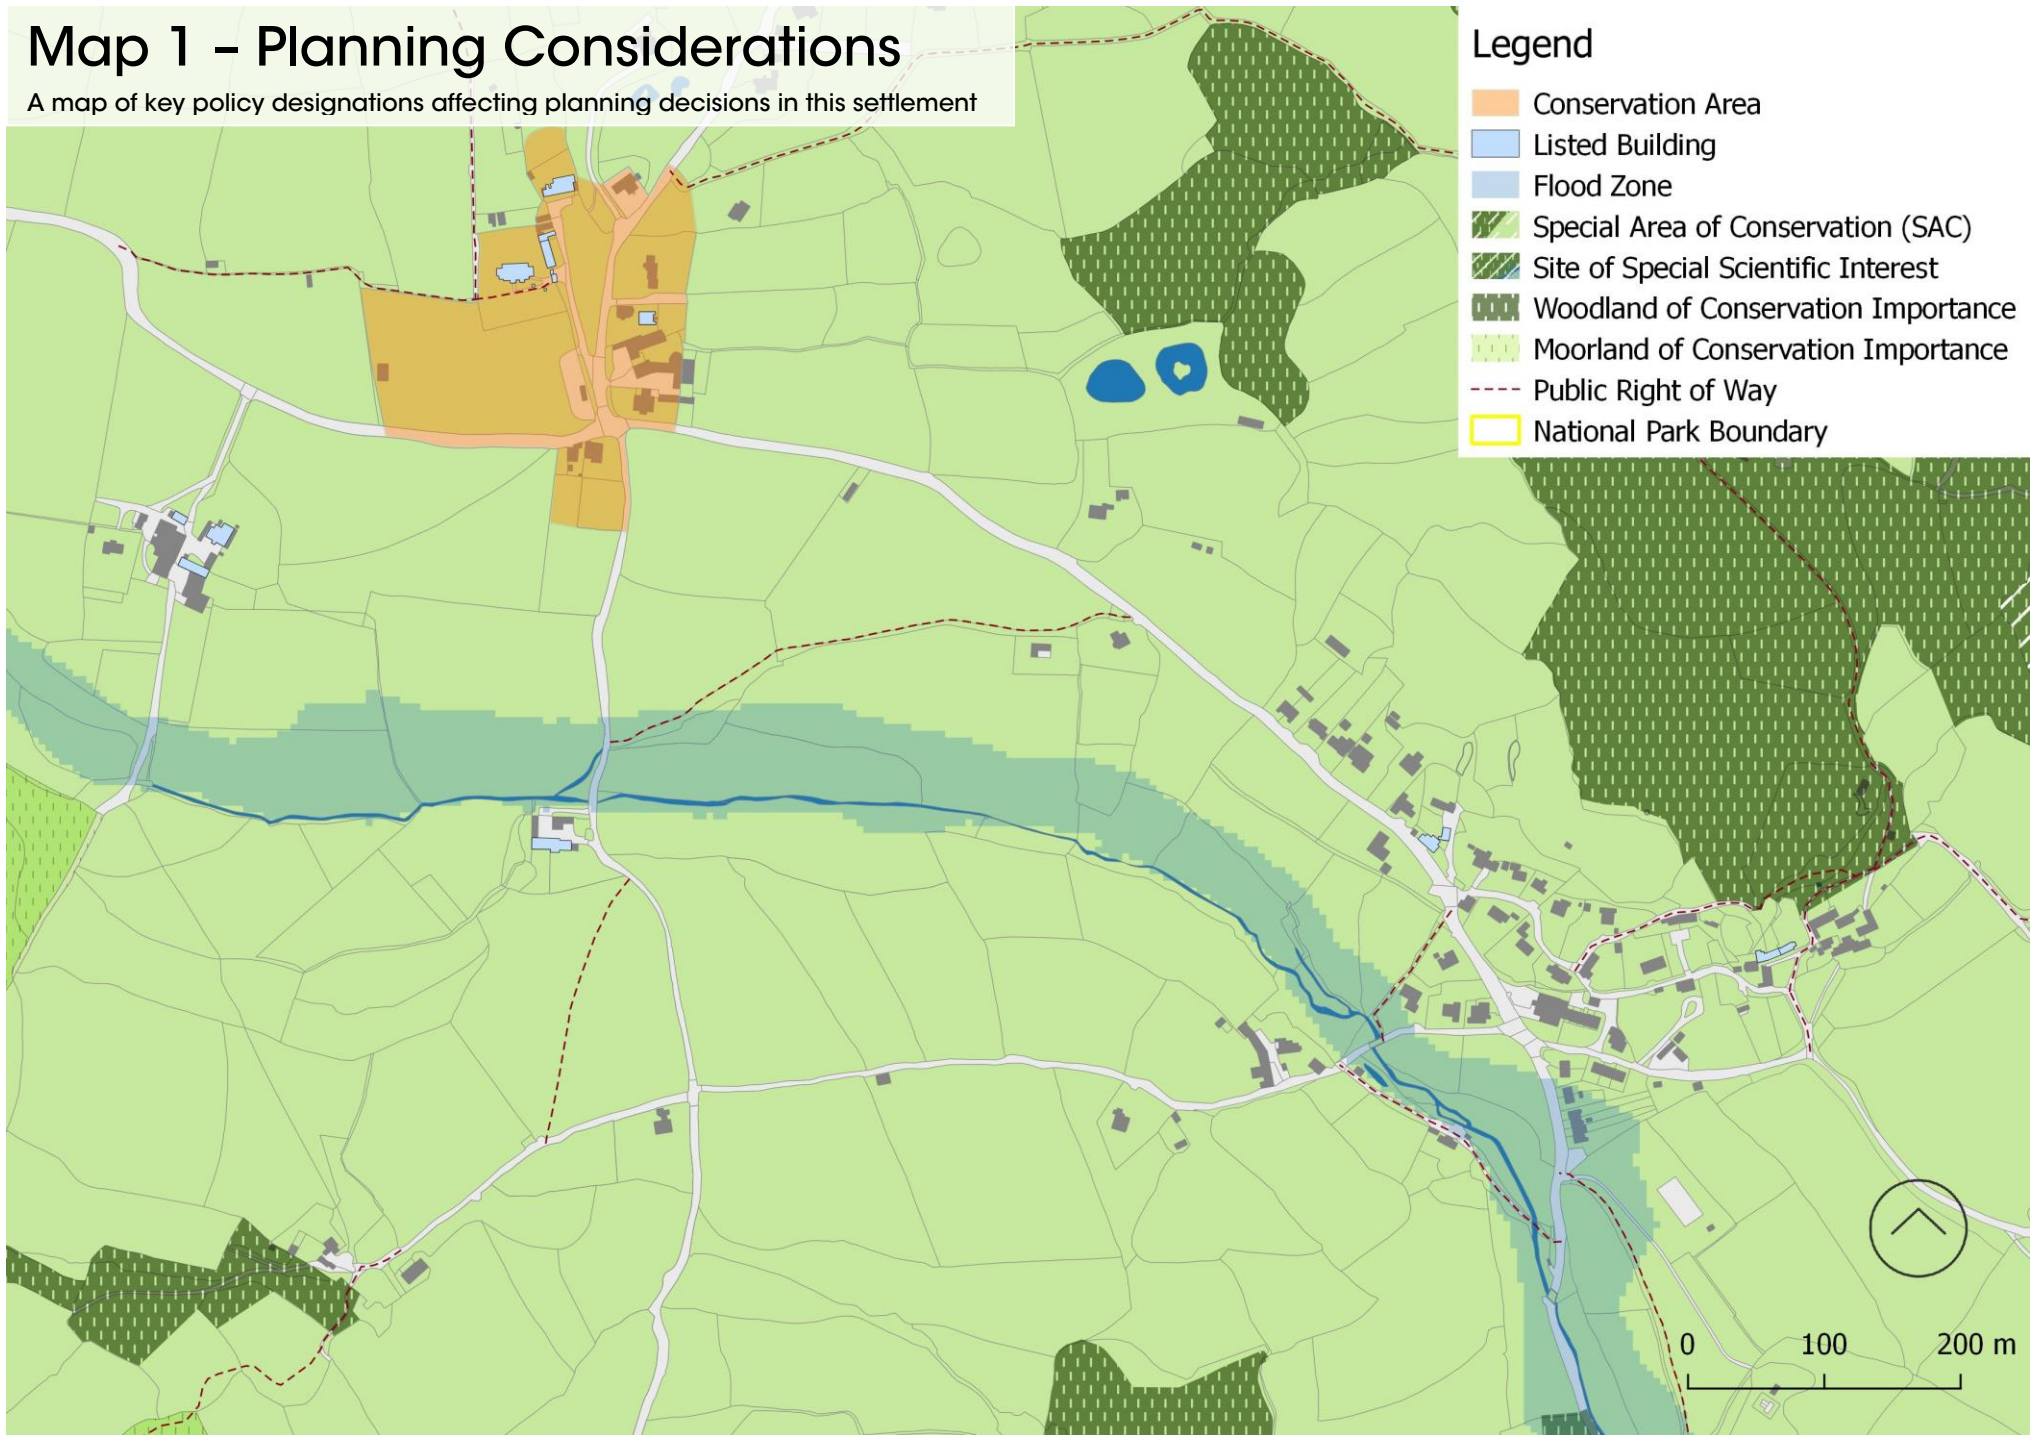 Map 1 – Planning Considerations
A map of key policy designations affecting planning decisions in this settlement
Legend
Conservation Area
Listed Building
Flood Zone
Special Area of Conservation (SAC)
Site of Special Scientific Interest
Woodland of Conservation Importance
Moorland of Conservation Importance
Public Right of Way
National Park Boundary
0 100 200 m